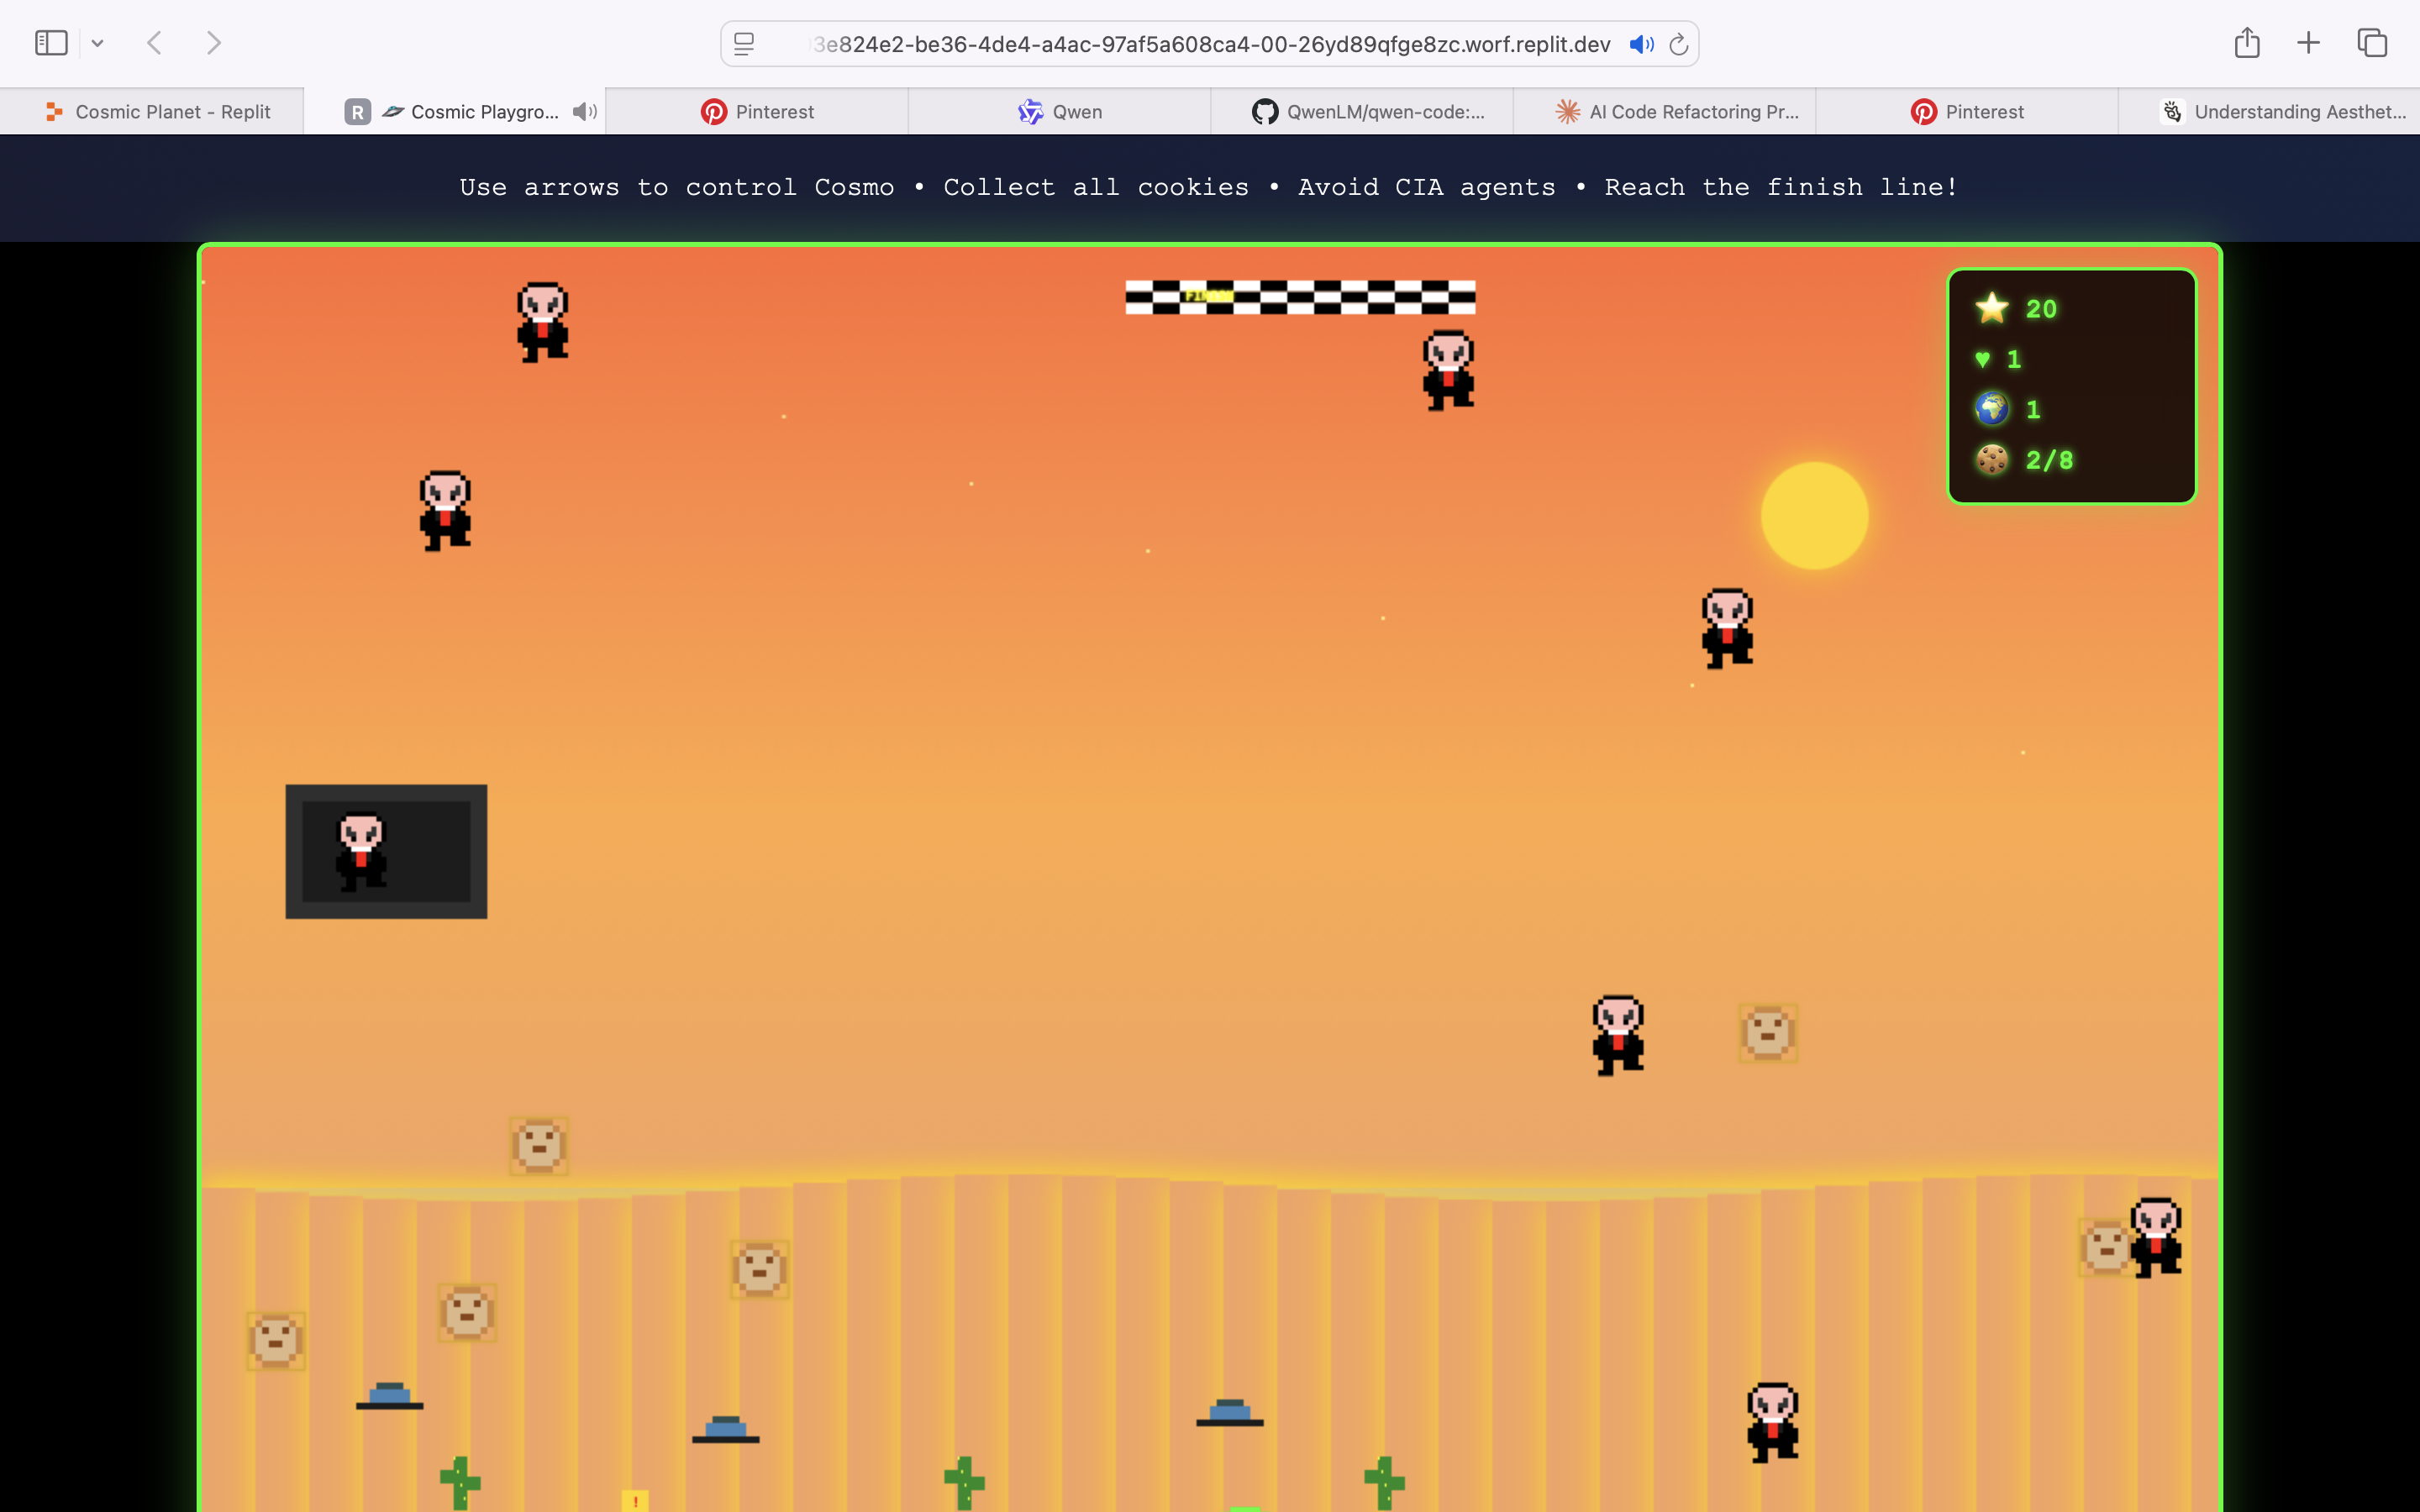 3e824e2-be36-4de4-a4ac-97af5a608ca4-00-26yd89qfge8zc.worf.replit.dev
Cosmic Planet - Replit
R Cosmic Playgro...
Pinterest
Qwen
QwenLM/qwen-code:...
AI Code Refactoring Pr...
Pinterest
Understanding Aesthet...
Use arrows to control Cosmo • Collect all cookies • Avoid CIA agents • Reach the finish line!
FINISH
20
1
1
2/8
!